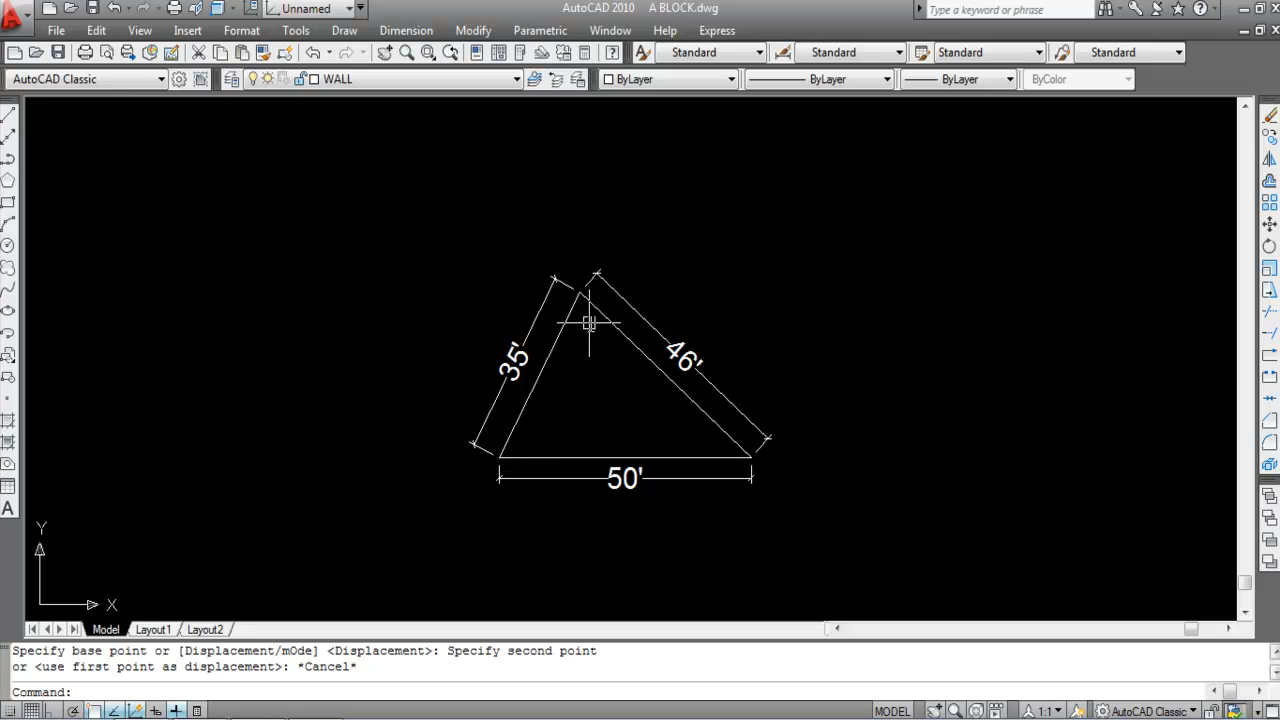 Unnamed AutoCAD 2010 A BLOCK.dwg Type a keyword or phrase
File Edit View Insert Format Tools Draw Dimension Modify Parametric Window Help Express
Standard Standard Standard Standard
AutoCAD Classic WALL ByLayer ByLayer ByLayer ByColor
35'
46'
50'
Y
X
A
Model Layout1 Layout2
Specify base point or [Displacement/mOde] <Displacement>: Specify second point
or <use first point as displacement>: *Cancel*
Command:
MODEL 1:1 AutoCAD Classic